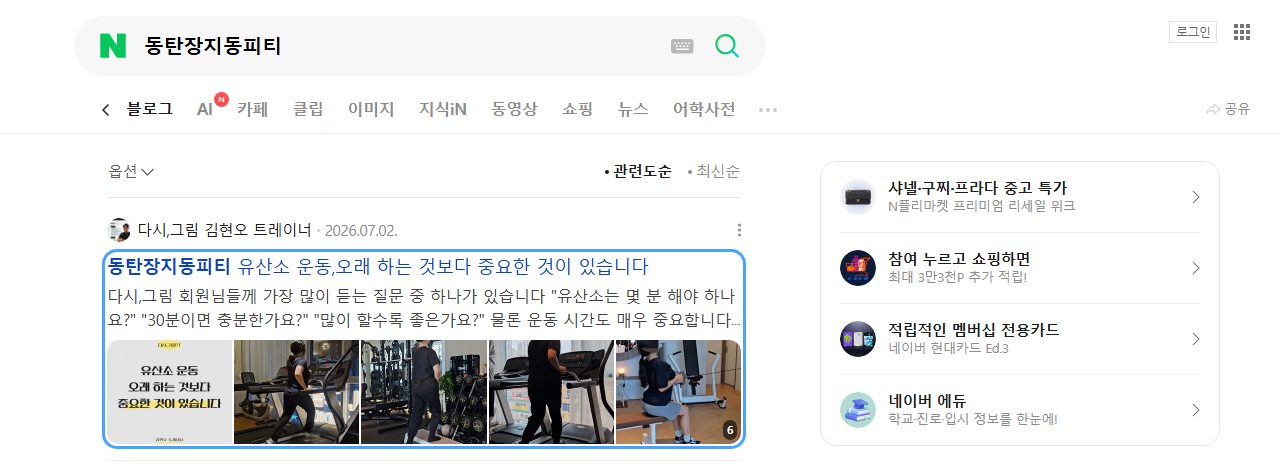 동탄장지동피티
로그인
블로그 AI N 카페 클립 이미지 지식iN 동영상 쇼핑 뉴스 어학사전
공유
옵션
• 관련도순 • 최신순
다시,그림 김현오 트레이너 · 2026.07.02.
동탄장지동피티 유산소 운동,오래 하는 것보다 중요한 것이 있습니다
다시,그림 회원님들께 가장 많이 듣는 질문 중 하나가 있습니다 "유산소는 몇 분 해야 하나
요?" "30분이면 충분한가요?" "많이 할수록 좋은가요?" 물론 운동 시간도 매우 중요합니다...
유산소 운동
오래 하는 것보다
중요한 것이 있습니다
6
샤넬·구찌·프라다 중고 특가
N플리마켓 프리미엄 리세일 위크
참여 누르고 쇼핑하면
최대 3만3천P 추가 적립!
적립적인 멤버십 전용카드
네이버 현대카드 Ed.3
네이버 에듀
학교·진로·입시 정보를 한눈에!